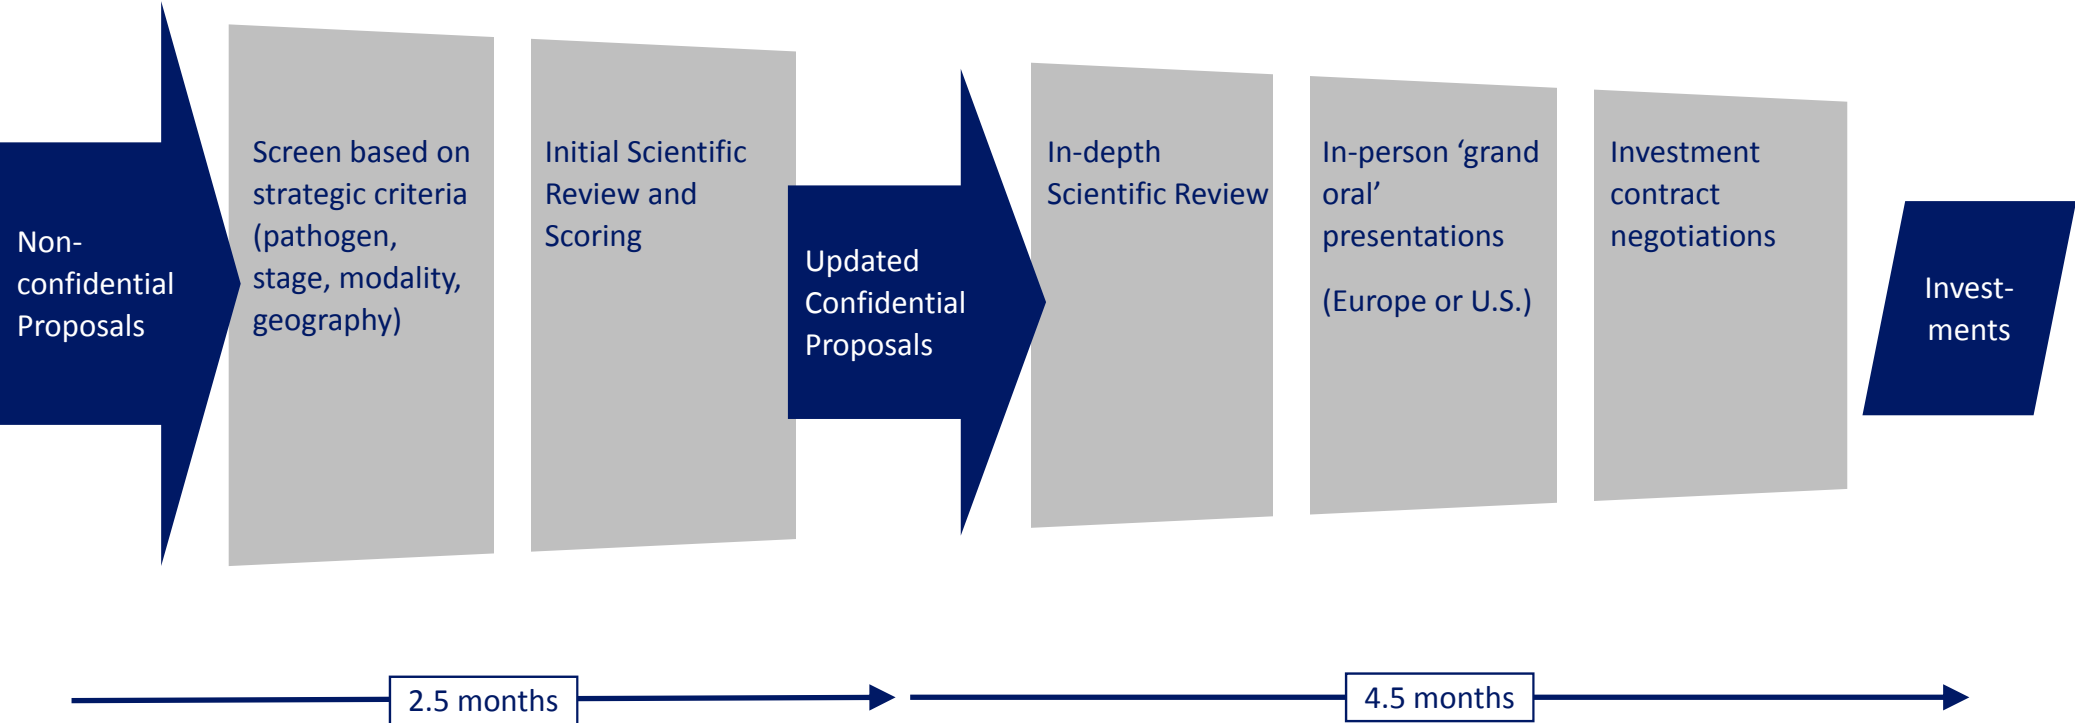 Non-
confidential
Proposals
Screen based on
strategic criteria
(pathogen,
stage, modality,
geography)
Initial Scientific
Review and
Scoring
Updated
Confidential
Proposals
In-depth
Scientific Review
In-person ‘grand
oral’
presentations
(Europe or U.S.)
Investment
contract
negotiations
Invest-
ments
2.5 months
4.5 months